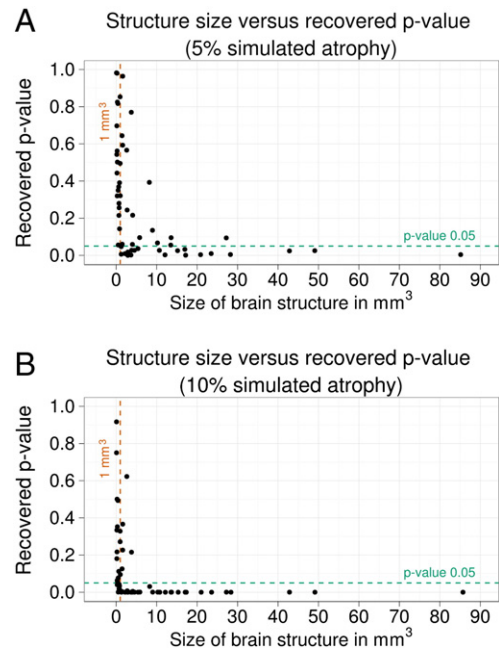 A
Structure size versus recovered p-value
(5% simulated atrophy)
Recovered p-value
1.0
0.8
0.6
0.4
0.2
0.0
1 mm³
p-value 0.05
0 10 20 30 40 50 60 70 80 90
Size of brain structure in mm³
B
Structure size versus recovered p-value
(10% simulated atrophy)
Recovered p-value
1.0
0.8
0.6
0.4
0.2
0.0
1 mm³
p-value 0.05
0 10 20 30 40 50 60 70 80 90
Size of brain structure in mm³